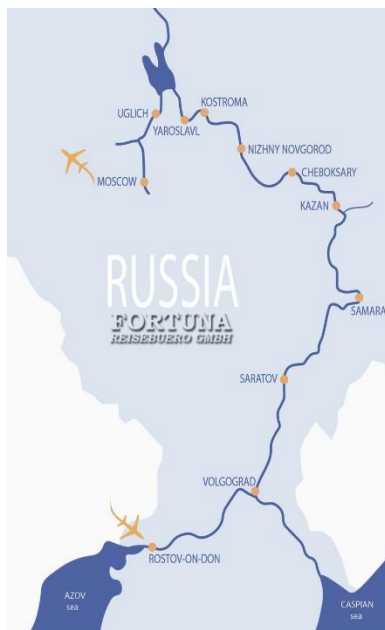 KOSTROMA
UGLICH
YAROSLAVL
NIZHNY NOVGOROD
CHEBOKSARY
MOSCOW
KAZAN
RUSSIA
FORTUNA
REISEBUERO GMBH
SAMARA
SARATOV
VOLGOGRAD
ROSTOV-ON-DON
AZOV
sea
CASPIAN
sea